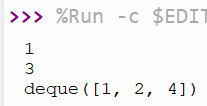 >>> %Run -c $EDIT
1
3
deque([1, 2, 4])